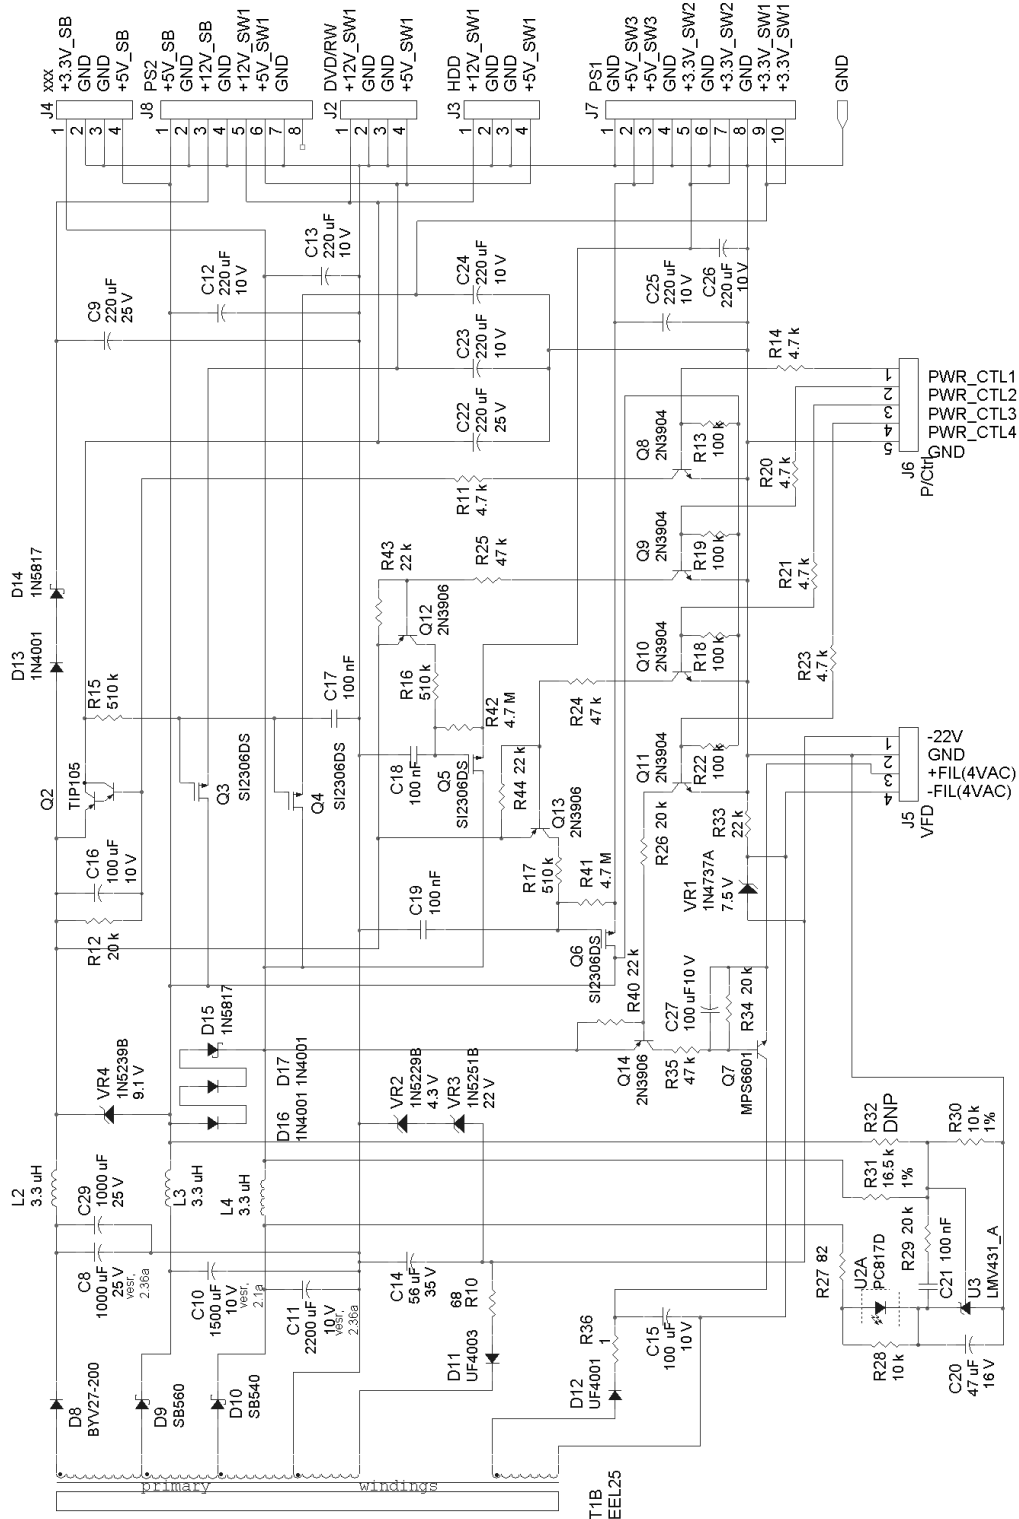 J4 xxx
1 +3.3V_SB
2 GND
3 GND
4 +5V_SB
J8 PS2
1 +5V_SB
2 GND
3 +12V_SB
4 GND
5 +12V_SW1
6 +5V_SW1
7 GND
8
J2 DVD/RW
1 +12V_SW1
2 GND
3 GND
4 +5V_SW1
J3 HDD
1 +12V_SW1
2 GND
3 GND
4 +5V_SW1
J7 PS1
1 GND
2 +5V_SW3
3 +5V_SW3
4 GND
5 +3.3V_SW2
6 GND
7 +3.3V_SW2
8 GND
9 +3.3V_SW1
10 +3.3V_SW1
GND
C9
220 uF
25 V
C12
220 uF
10 V
C13
220 uF
10 V
C24
220 uF
10 V
C23
220 uF
10 V
C22
220 uF
25 V
C25
220 uF
10 V
C26
220 uF
10 V
R14
4.7 k
1 PWR_CTL1
2 PWR_CTL2
3 PWR_CTL3
4 PWR_CTL4
5 GND
J6
P/Ctrl
D14
1N5817
D13
1N4001
R15
510 k
Q2
TIP105
C16
100 uF
10 V
R12
20 k
Q3
SI2306DS
Q4
SI2306DS
C17
100 nF
R43
22 k
Q12
2N3906
R16
510 k
R42
4.7 M
C18
100 nF
Q5
SI2306DS
R44 22 k
Q13
2N3906
R17
510 k
R41
4.7 M
C19
100 nF
Q6
SI2306DS
R11
4.7 k
R25
47 k
R24
47 k
R26 20 k
Q8
2N3904
R13
100 k
Q9
2N3904
R19
100 k
Q10
2N3904
R18
100 k
Q11
2N3904
R22
100 k
R20
4.7 k
R21
4.7 k
R23
4.7 k
R33
22 k
VR1
1N4737A
7.5 V
1 -22V
2 GND
3 +FIL(4VAC)
4 -FIL(4VAC)
J5
VFD
R40 22 k
Q14
2N3906
R35
47 k
C27
100 uF10 V
R34 20 k
Q7
MPS6601
VR4
1N5239B
9.1 V
D15
1N5817
D17
1N4001
D16
1N4001
VR2
1N5229B
4.3 V
VR3
1N5251B
22 V
L2
3.3 uH
L3
3.3 uH
L4
3.3 uH
C29
1000 uF
25 V
C8
1000 uF
25 V
vesr,
2.36a
C10
1500 uF
10 V
vesr,
2.1a
C11
2200 uF
10 V
vesr,
2.36a
C14
56 uF
35 V
R10
68
D11
UF4003
R36
1
D12
UF4001
C15
100 uF
10 V
D8
BYV27-200
D9
SB560
D10
SB540
primary windings
T1B
EEL25
R32
DNP
R30
10 k
1%
R31
16.5 k
1%
R29 20 k
C21 100 nF
R27 82
U2A
PC817D
U3
LMV431_A
R28
10 k
C20
47 uF
16 V